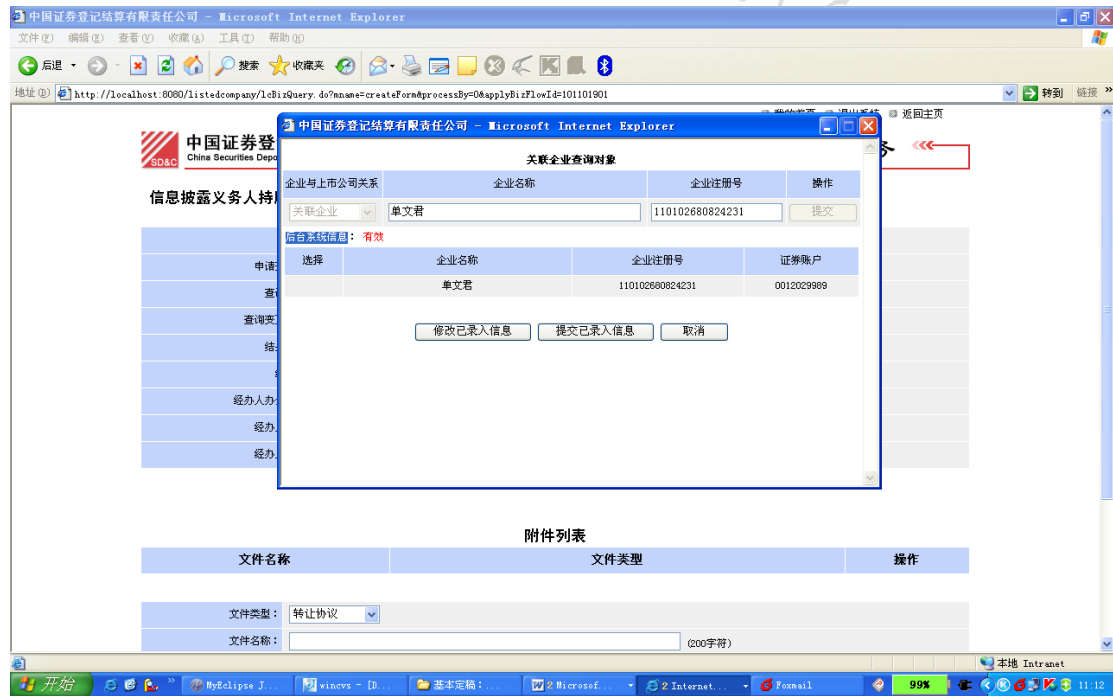 中国证券登记结算有限责任公司 - Microsoft Internet Explorer
文件(F) 编辑(E) 查看(V) 收藏(A) 工具(T) 帮助(H)
后退 搜索 收藏夹
地址(D) http://localhost:8080/listedcompany/lcBizQuery.do?mname=createForm&processBy=0&applyBizFlowId=101101901 转到 链接 »
返回主页
SD&C 中国证券登
China Securities Depo
信息披露义务人持
中国证券登记结算有限责任公司 - Microsoft Internet Explorer
关联企业查询对象
企业与上市公司关系 企业名称 企业注册号 操作
关联企业 单文君 110102680824231 提交
后台系统信息： 有效
选择 企业名称 企业注册号 证券账户
单文君 110102680824231 0012029989
修改已录入信息 提交已录入信息 取消
申请
查
查询变
结
经办人办
经办
经办
附件列表
文件名称 文件类型 操作
文件类型： 转让协议
文件名称： (200字符)
本地 Intranet
开始 » MyEclipse J... wincvs - [D... 基本定稿：... 2 Microsof... 2 Internet... Foxmail 99% 11:12